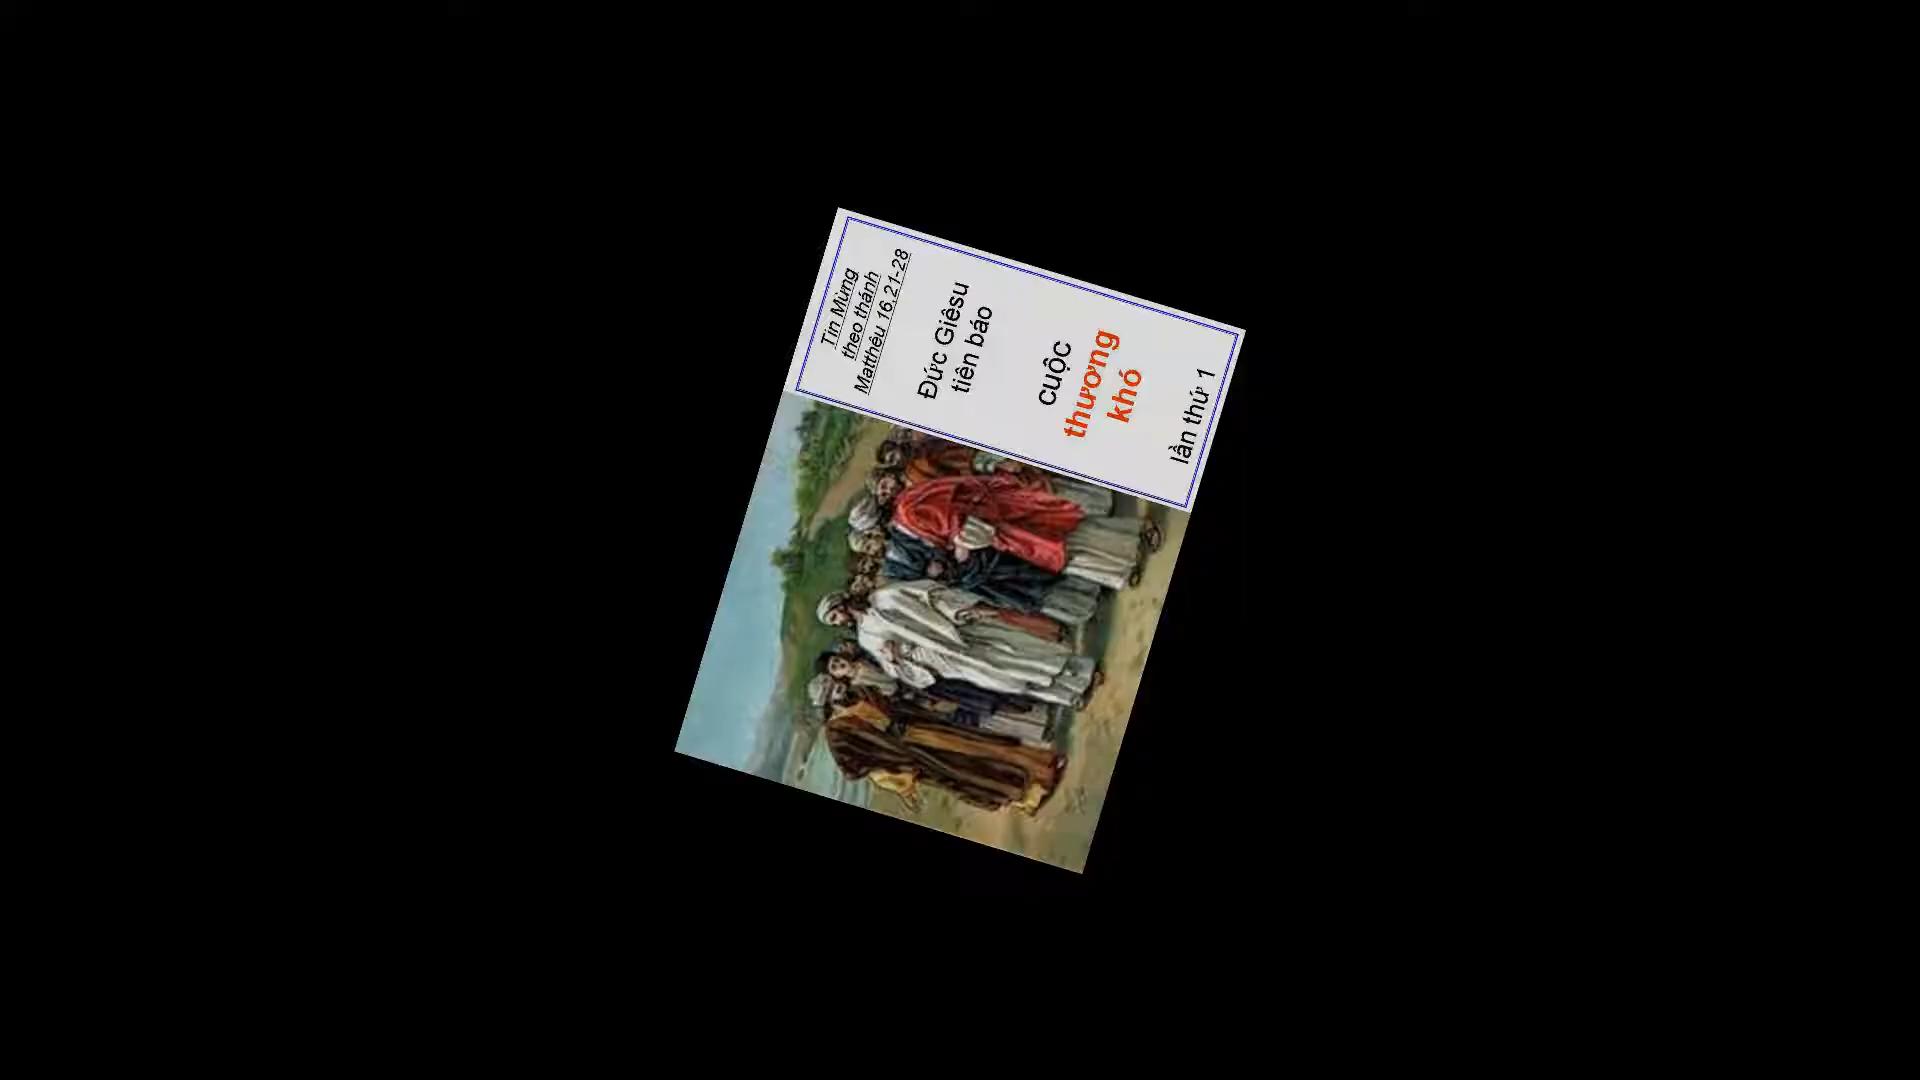 Tin Mừng
theo thánh
Matthêu 16,21-28
Đức Giêsu
tiên báo
cuộc
thương
khó
lần thứ 1